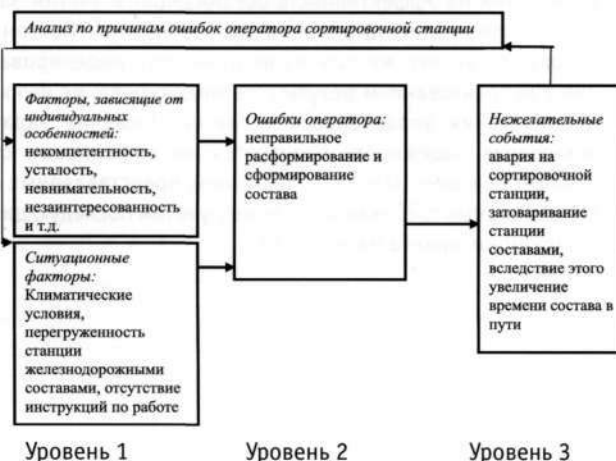 Анализ по причинам ошибок оператора сортировочной станции
Факторы, зависящие от
индивидуальных
особенностей:
некомпетентность,
усталость,
невнимательность,
незаинтересованность
и т.д.
Ситуационные
факторы:
Климатические
условия,
перегруженность
станции
железнодорожными
составами, отсутствие
инструкций по работе
Ошибки оператора:
неправильное
расформирование и
сформирование
состава
Нежелательные
события:
авария на
сортировочной
станции,
затоваривание
станции
составами,
вследствие этого
увеличение
времени состава в
пути
Уровень 1
Уровень 2
Уровень 3